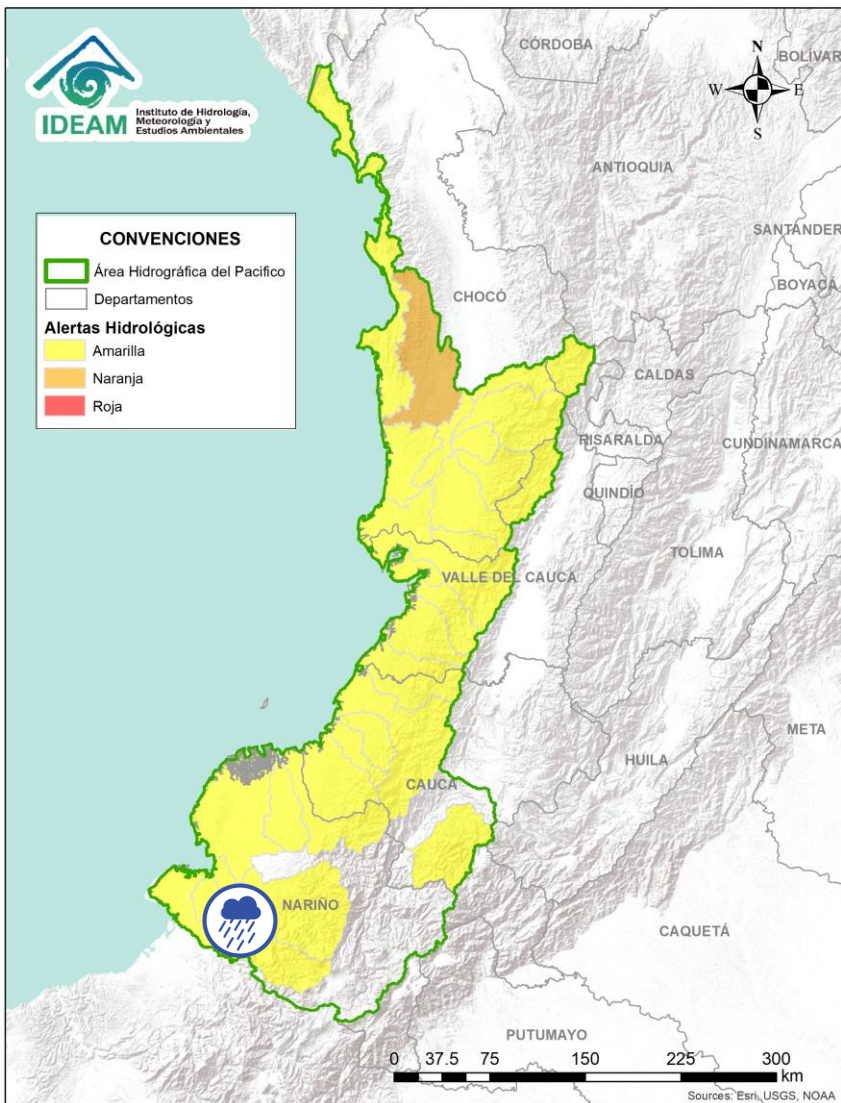 IDEAM
Instituto de Hidrología,
Meteorología y
Estudios Ambientales
CÓRDOBA
BOLÍVAR
N
W
E
S
ANTIOQUIA
SANTANDER
BOYACÁ
CONVENCIONES
Área Hidrográfica del Pacifico
Departamentos
Alertas Hidrológicas
Amarilla
Naranja
Roja
CHOCÓ
CALDAS
RISARALDA
CUNDINAMARCA
QUINDÍO
TOLIMA
VALLE DEL CAUCA
META
HUILA
CAUCA
NARIÑO
CAQUETÁ
PUTUMAYO
0 37.5 75 150 225 300
km
Sources: Esri, USGS, NOAA